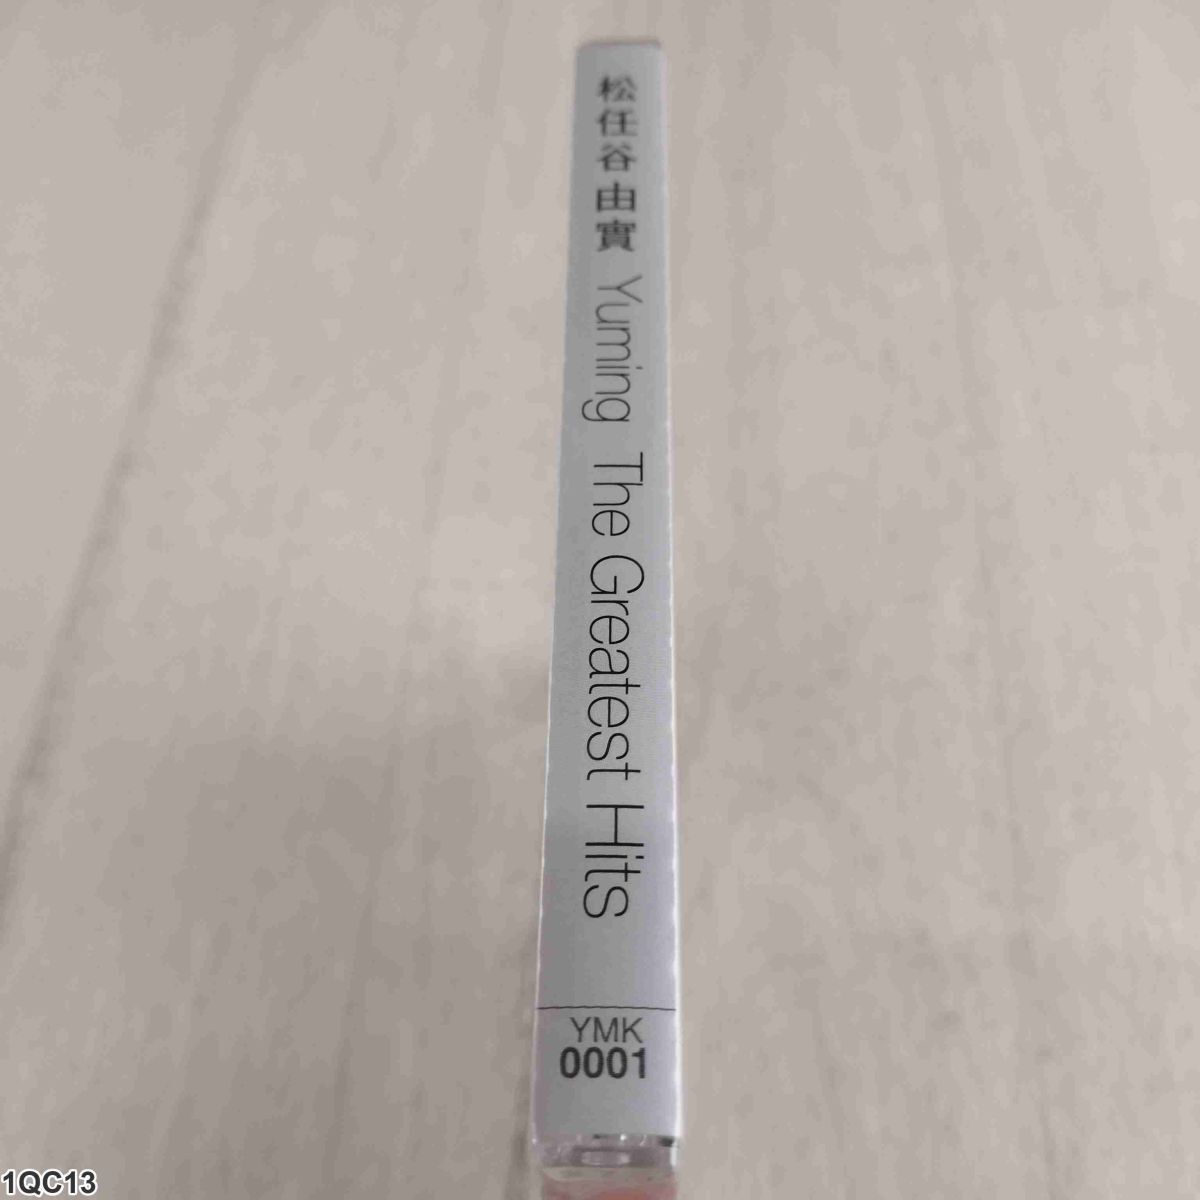 松任谷由實 Yuming The Greatest Hits
YMK
0001
1QC13